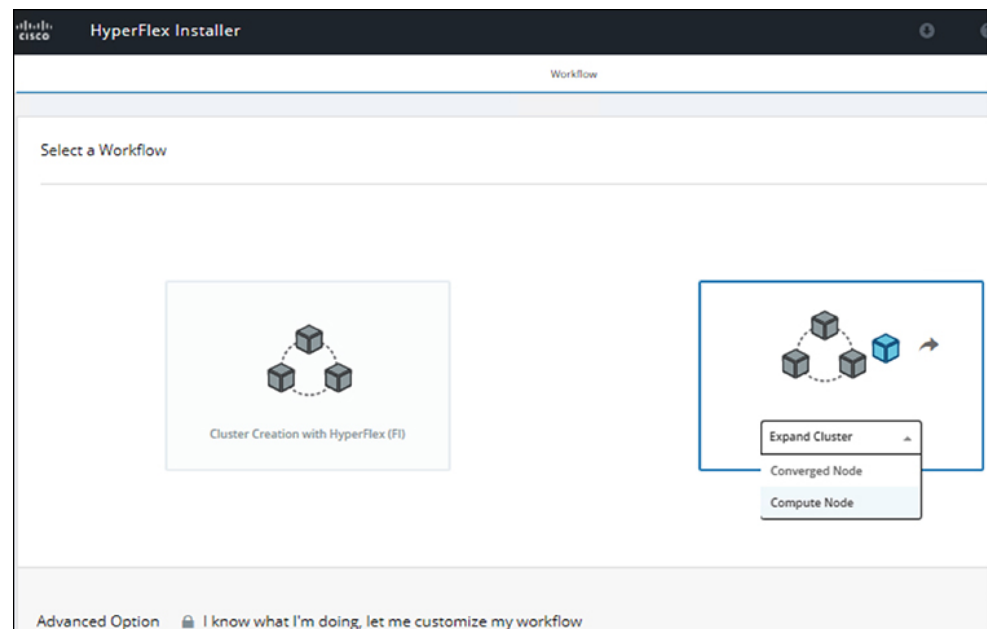 cisco HyperFlex Installer
Workflow
Select a Workflow
Cluster Creation with HyperFlex (FI)
Expand Cluster
Converged Node
Compute Node
Advanced Option I know what I'm doing, let me customize my workflow